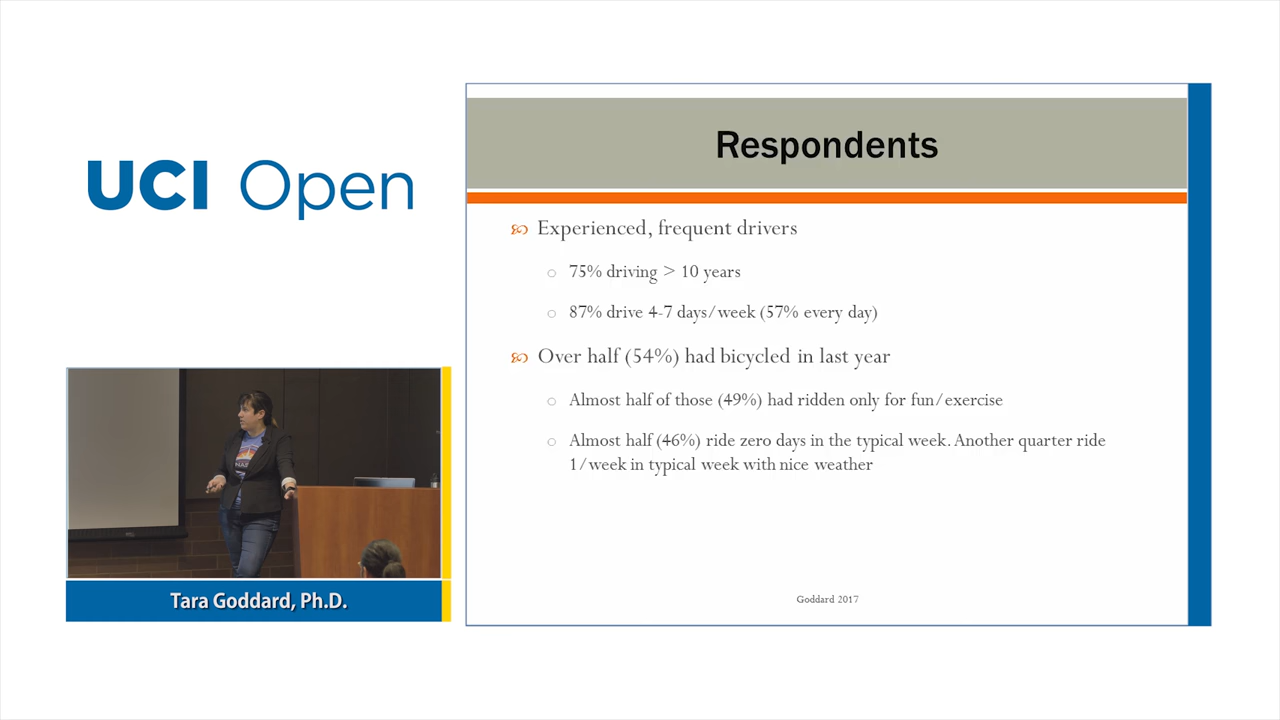 UCI Open
Respondents
Experienced, frequent drivers
75% driving > 10 years
87% drive 4-7 days/week (57% every day)
Over half (54%) had bicycled in last year
Almost half of those (49%) had ridden only for fun/exercise
Almost half (46%) ride zero days in the typical week. Another quarter ride
1/week in typical week with nice weather
Goddard 2017
Tara Goddard, Ph.D.